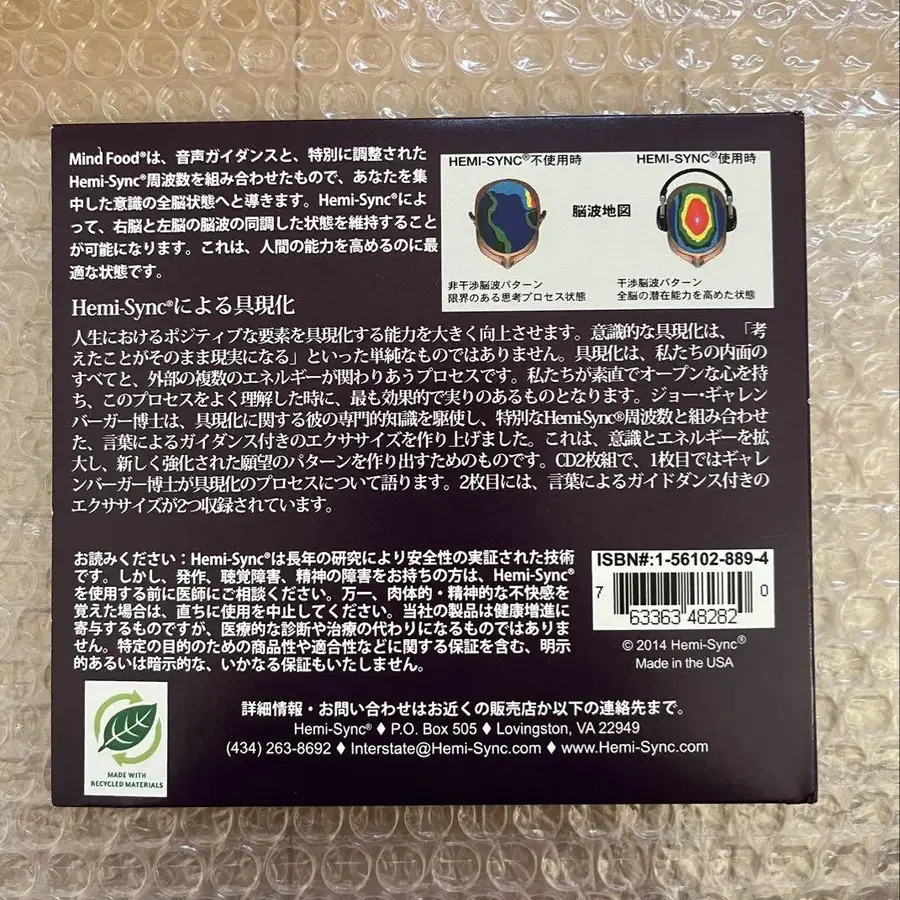 Mind Food®は、音声ガイダンスと、特別に調整された
Hemi-Sync®周波数を組み合わせたもので、あなたを集
中した意識の全脳状態へと導きます。Hemi-Sync®によ
って、右脳と左脳の脳波の同調した状態を維持すること
が可能になります。これは、人間の能力を高めるのに最
適な状態です。
HEMI-SYNC®不使用時
HEMI-SYNC®使用時
脳波地図
非干渉脳波パターン
限界のある思考プロセス状態
干渉脳波パターン
全脳の潜在能力を高めた状態
Hemi-Sync®による具現化
人生におけるポジティブな要素を具現化する能力を大きく向上させます。意識的な具現化は、「考
えたことがそのまま現実になる」といった単純なものではありません。具現化は、私たちの内面の
すべてと、外部の複数のエネルギーが関わりあうプロセスです。私たちが素直でオープンな心を持
ち、このプロセスをよく理解した時に、最も効果的で実りのあるものとなります。ジョー・ギャレン
バーガー博士は、具現化に関する彼の専門的知識を駆使し、特別なHemi-Sync®周波数と組み合わせ
た、言葉によるガイダンス付きのエクササイズを作り上げました。これは、意識とエネルギーを拡
大し、新しく強化された願望のパターンを作り出すためのものです。CD2枚組で、1枚目ではギャレ
ンバーガー博士が具現化のプロセスについて語ります。2枚目には、言葉によるガイドダンス付きの
エクササイズが2つ収録されています。
お読みください：Hemi-Sync®は長年の研究により安全性の実証された技術
です。しかし、発作、聴覚障害、精神の障害をお持ちの方は、Hemi-Sync®
を使用する前に医師にご相談ください。万一、肉体的・精神的な不快感を
覚えた場合は、直ちに使用を中止してください。当社の製品は健康増進に
寄与するものですが、医療的な診断や治療の代わりになるものではありま
せん。特定の目的のための商品性や適合性などに関する保証を含む、明示
的あるいは暗示的な、いかなる保証もいたしません。
ISBN#:1-56102-889-4
7 63363 48282 0
© 2014 Hemi-Sync®
Made in the USA
MADE WITH
RECYCLED MATERIALS
詳細情報・お問い合わせはお近くの販売店か以下の連絡先まで。
Hemi-Sync® ♦ P.O. Box 505 ♦ Lovingston, VA 22949
(434) 263-8692 ♦ Interstate@Hemi-Sync.com ♦ www.Hemi-Sync.com